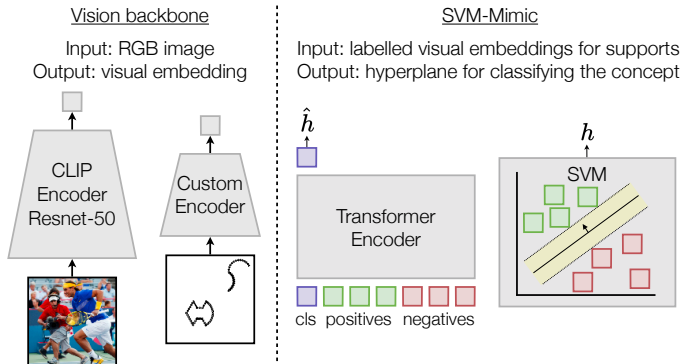 Vision backbone
Input: RGB image
Output: visual embedding
CLIP
Encoder
Resnet-50
Custom
Encoder
SVM-Mimic
Input: labelled visual embeddings for supports
Output: hyperplane for classifying the concept
ĥ
Transformer
Encoder
cls positives negatives
h
SVM